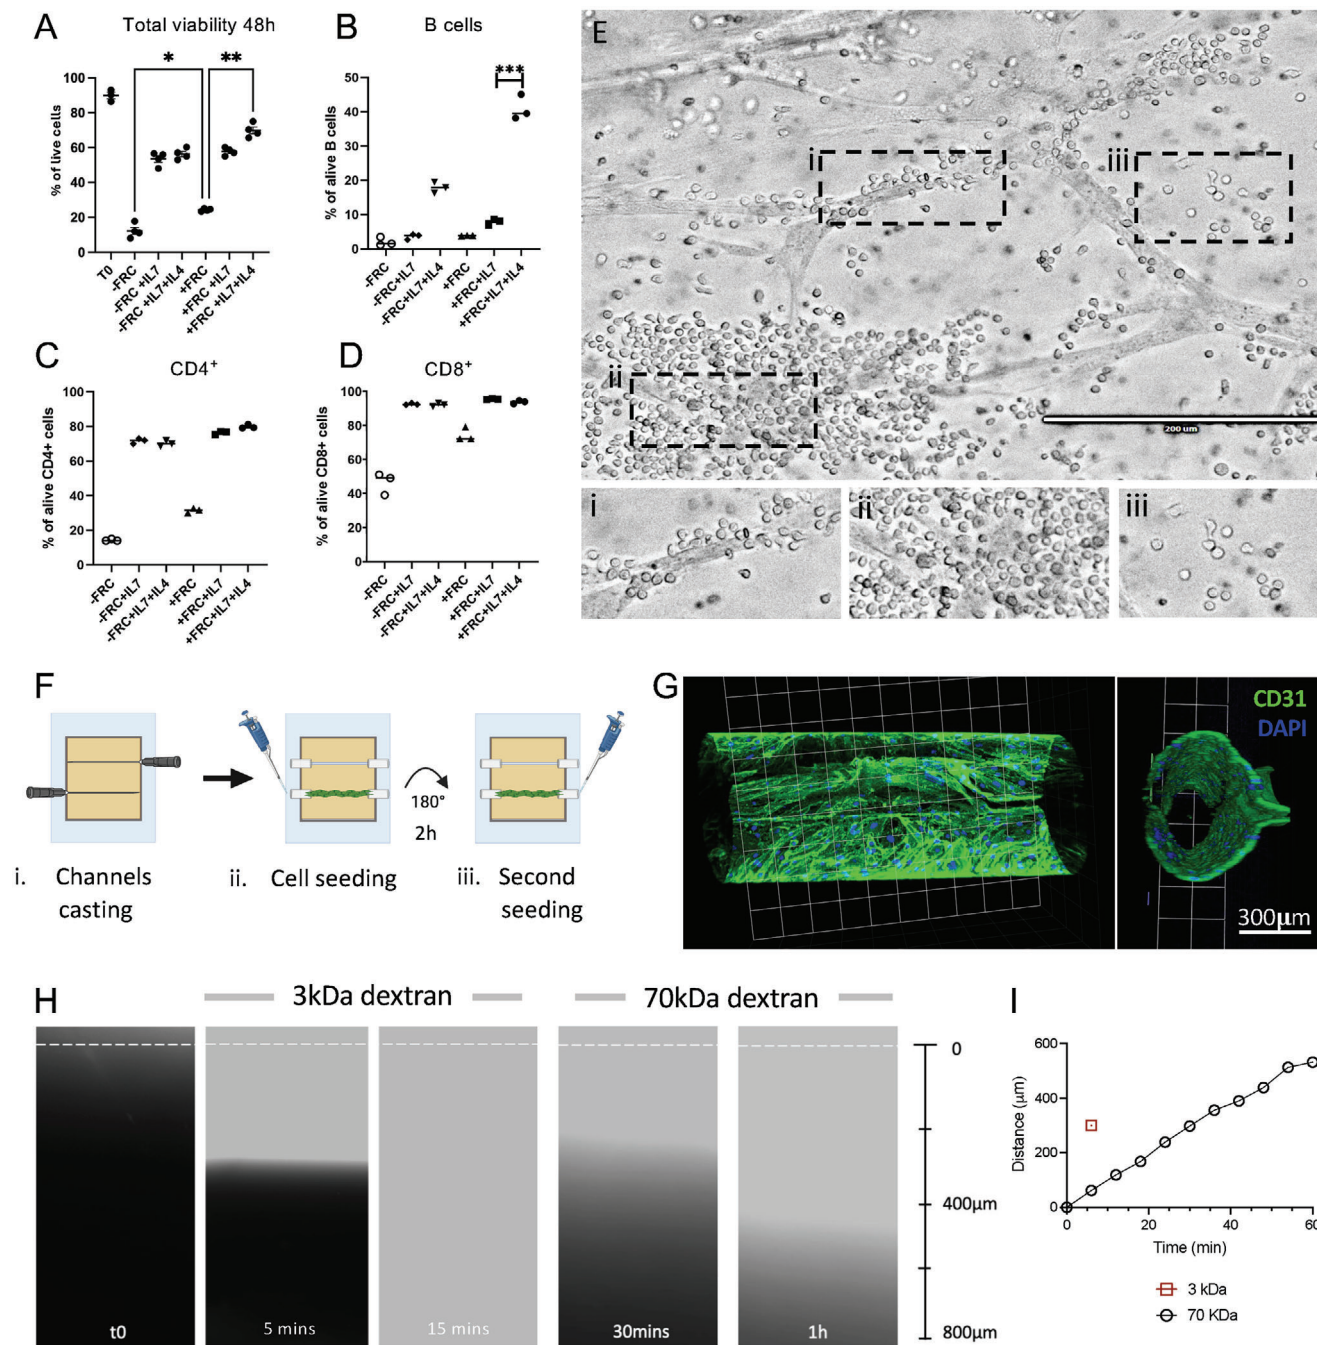 A
Total viability 48h
* **
% of live cells
100
80
60
40
20
0
T0
-FRC
-FRC +IL7
-FRC +IL7+IL4
+FRC
+FRC +IL7
+FRC +IL7+IL4
B
B cells
***
% of alive B cells
50
40
30
20
10
0
-FRC
-FRC+IL7
-FRC+IL7+IL4
+FRC
+FRC+IL7
+FRC+IL7+IL4
C
CD4+
% of alive CD4+ cells
100
80
60
40
20
0
-FRC
-FRC+IL7
-FRC+IL7+IL4
+FRC
+FRC+IL7
+FRC+IL7+IL4
D
CD8+
% of alive CD8+ cells
100
80
60
40
20
0
-FRC
-FRC+IL7
-FRC+IL7+IL4
+FRC
+FRC+IL7
+FRC+IL7+IL4
E
i
iii
ii
200 um
i
ii
iii
F
180°
2h
i. Channels
casting
ii. Cell seeding
iii. Second
seeding
G
CD31
DAPI
300μm
H
3kDa dextran
70kDa dextran
t0
5 mins
15 mins
30mins
1h
0
400μm
800μm
I
Distance (μm)
600
400
200
0
0
20
40
60
Time (min)
3 kDa
70 KDa